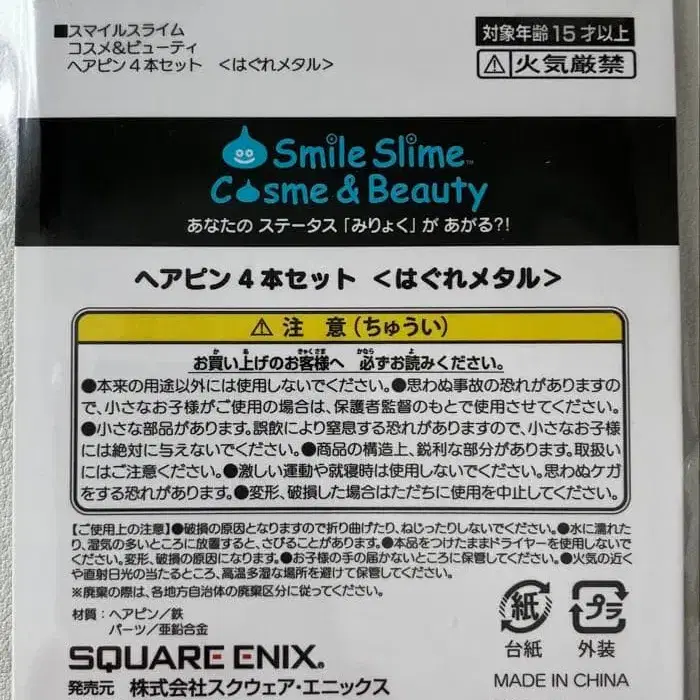 ■スマイルスライム
コスメ&ビューティ
ヘアピン4本セット <はぐれメタル>
対象年齢15才以上
⚠火気厳禁
Smile Slime™
Cosme & Beauty
あなたの ステータス「みりょく」が あがる?!
ヘアピン4本セット <はぐれメタル>
⚠注 意(ちゅうい)
お買い上げのお客様へ 必ずお読みください。
●本来の用途以外には使用しないでください。●思わぬ事故の恐れがありますの
で、小さなお子様がご使用の場合は、保護者監督のもとで使用させてください。
●小さな部品があります。誤飲により窒息する恐れがありますので、小さなお子様
には絶対に与えないでください。●商品の構造上、鋭利な部分があります。取扱い
にはご注意ください。●激しい運動や就寝時は使用しないでください。思わぬケガ
をする恐れがあります。●変形、破損した場合はただちに使用を中止してください。
【ご使用上の注意】●破損の原因となりますので折り曲げたり、ねじったりしないでください。●水に濡れた
り、湿気の多いところに放置すると、さびることがあります。●本品をつけたままドライヤーを使用しないで
ください。変形、破損の原因になります。●お子様の手の届かないところに保管してください。●火気の近く
や直射日光の当たるところ、高温多湿な場所を避けて保管してください。
※廃棄の際は、各地方自治体の廃棄区分に従ってください。
材質:ヘアピン/鉄
パーツ/亜鉛合金
紙
台紙
プラ
外装
SQUARE ENIX®
発売元 株式会社スクウェア・エニックス
MADE IN CHINA